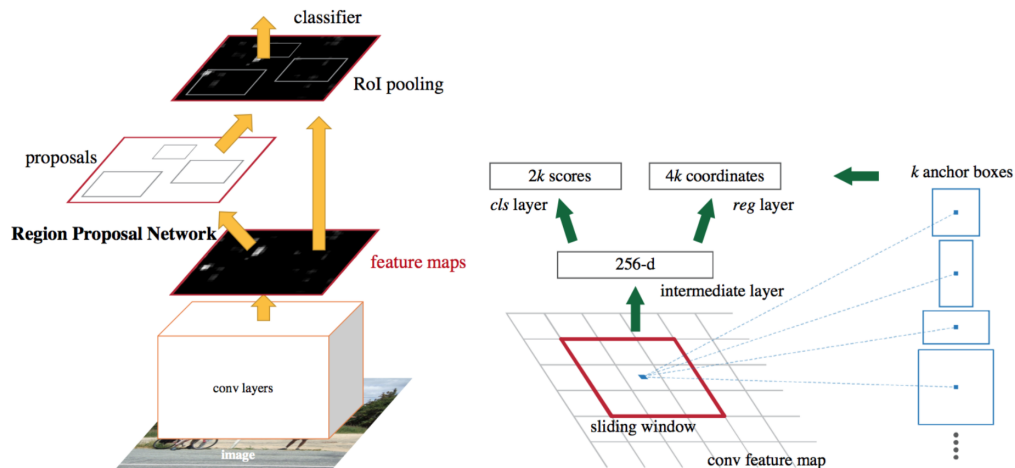 classifier
RoI pooling
proposals
Region Proposal Network
feature maps
conv layers
image
2k scores
4k coordinates
k anchor boxes
cls layer
reg layer
256-d
intermediate layer
sliding window
conv feature map